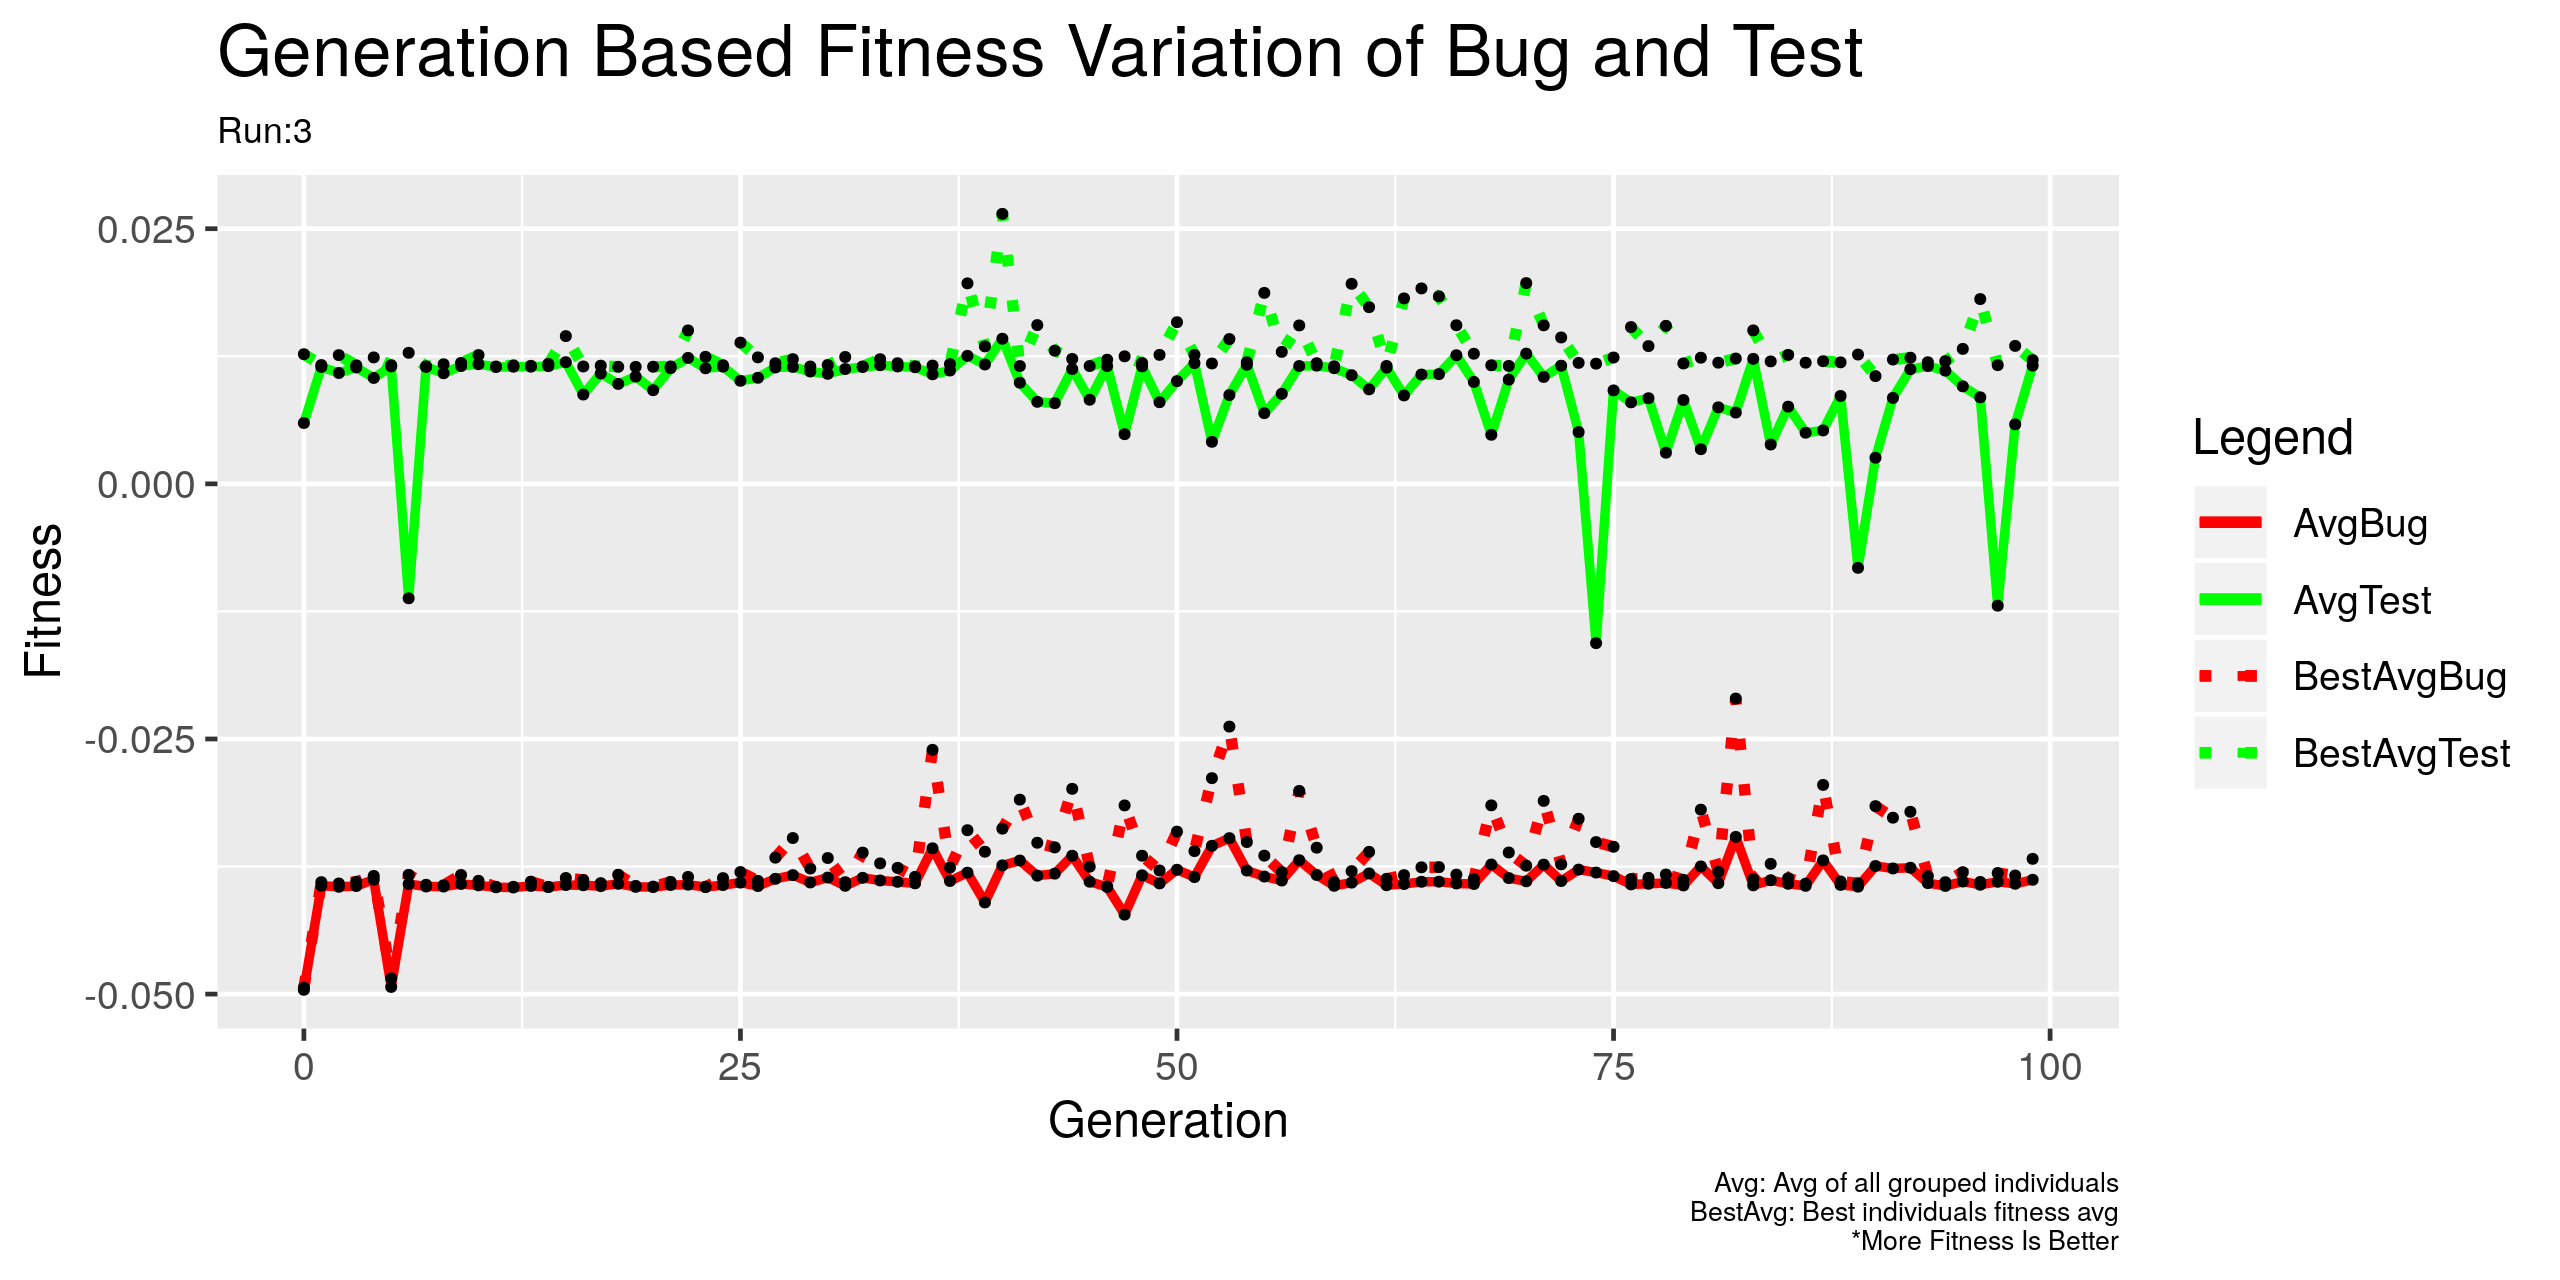 Generation Based Fitness Variation of Bug and Test
Run:3
0.025
0.000
-0.025
-0.050
Fitness
0
25
50
75
100
Generation
Legend
AvgBug
AvgTest
BestAvgBug
BestAvgTest
Avg: Avg of all grouped individuals
BestAvg: Best individuals fitness avg
*More Fitness Is Better